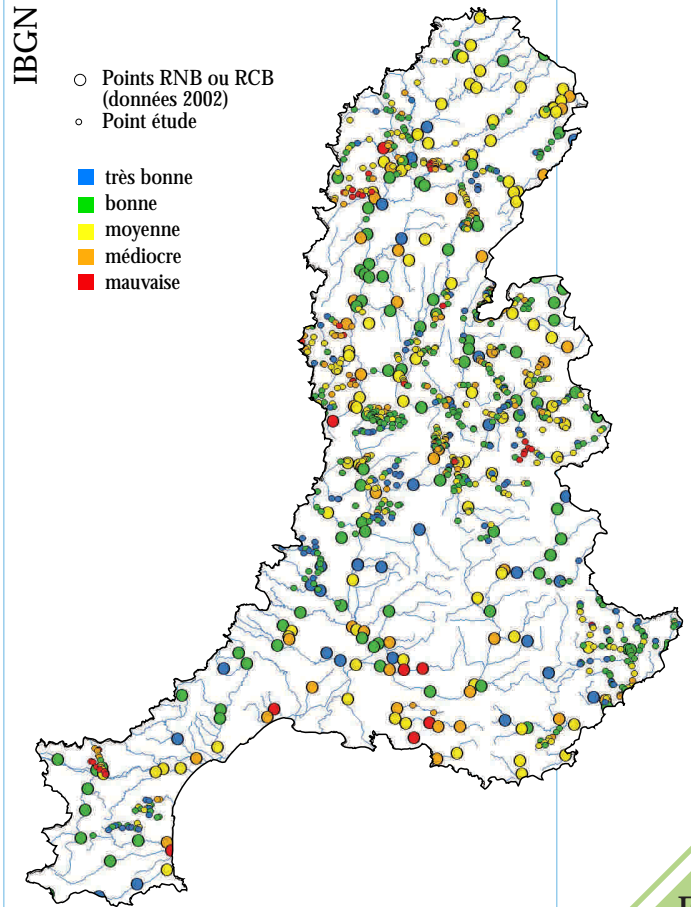 IBGN
Points RNB ou RCB
(données 2002)
Point étude
très bonne
bonne
moyenne
médiocre
mauvaise